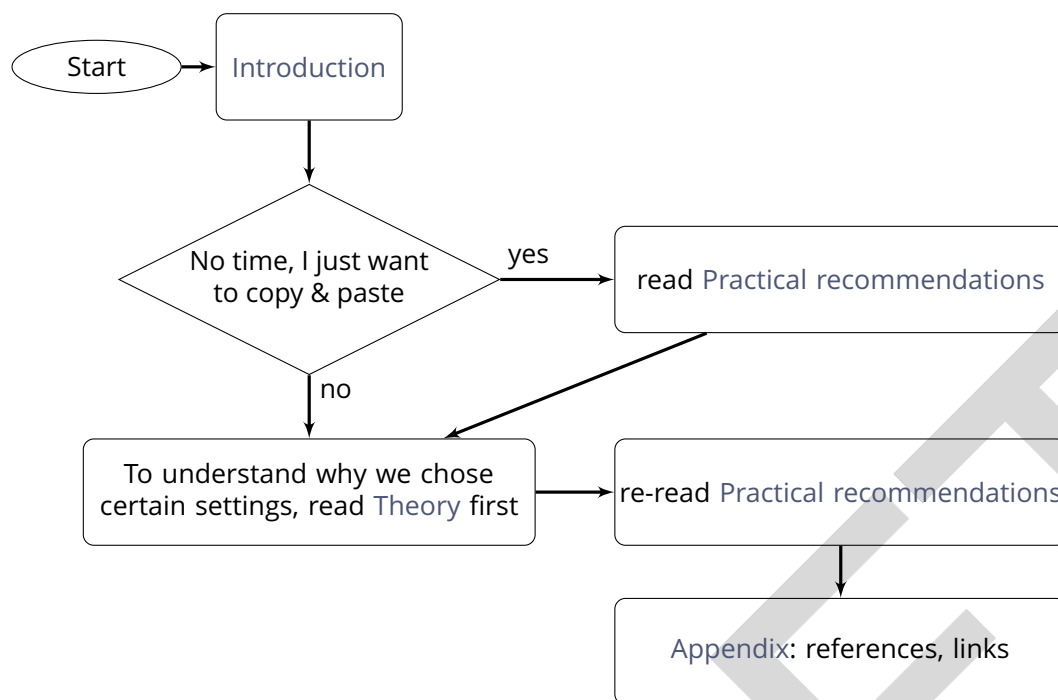 Start
Introduction
No time, I just want
to copy & paste
yes
read Practical recommendations
no
To understand why we chose
certain settings, read Theory first
re-read Practical recommendations
Appendix: references, links